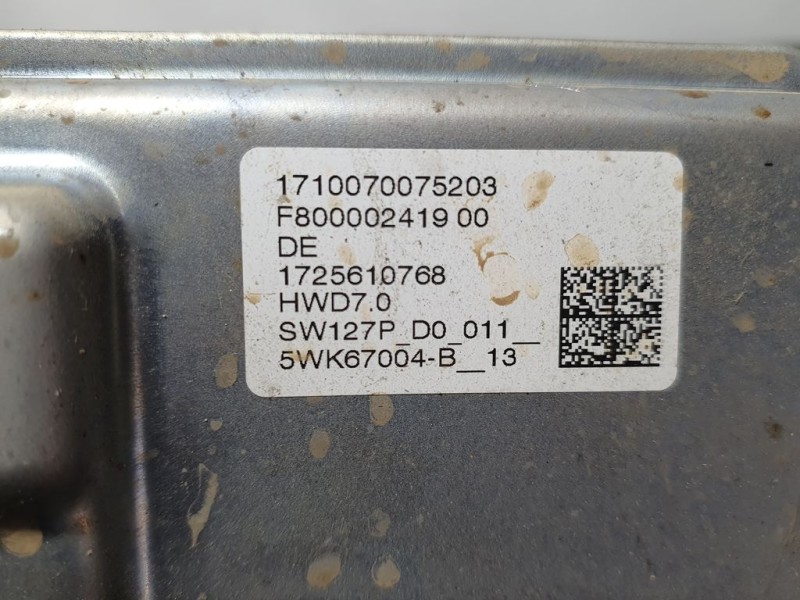 1710070075203
F800002419 00
DE
1725610768
HWD7.0
SW127P_D0_011__
5WK67004-B__13